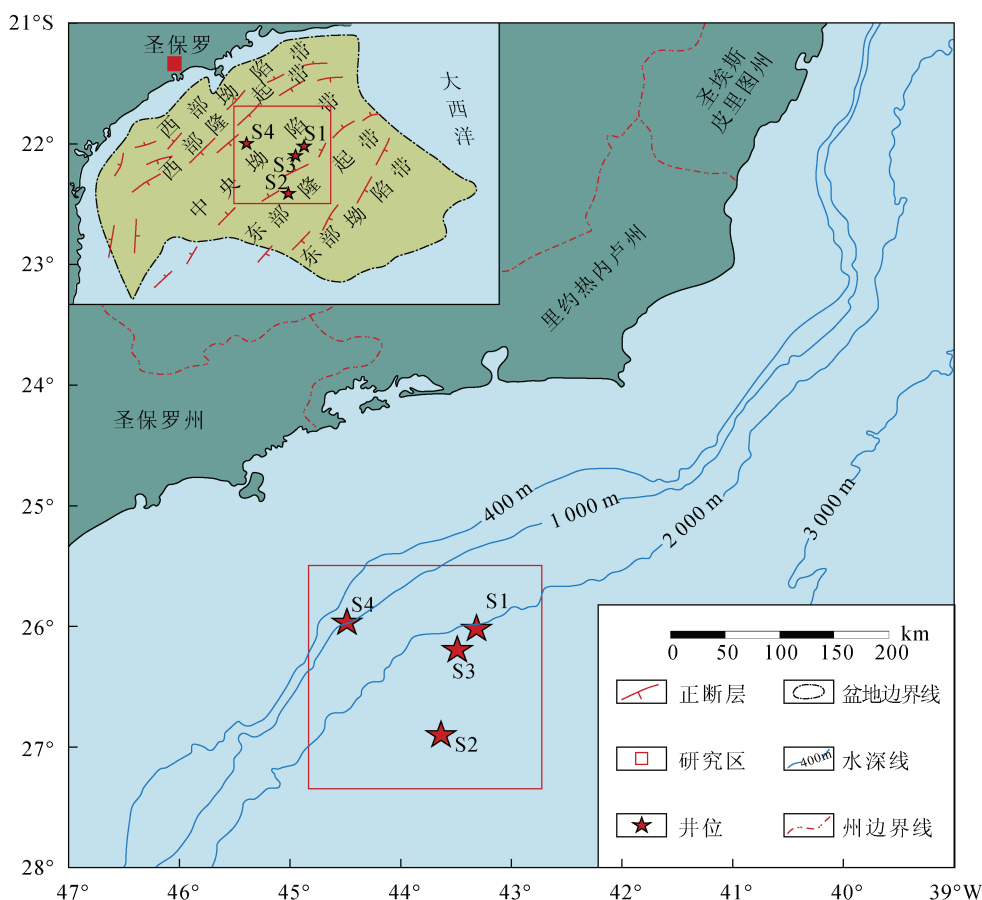 21°S
22°
23°
24°
25°
26°
27°
28°
47°
46°
45°
44°
43°
42°
41°
40°
39°W
圣保罗
大西洋
西部坳陷带
西部隆起带
中央坳陷带
东部隆起带
东部坳陷带
S4
S1
S3
S2
圣埃斯
皮里图州
里约热内卢州
圣保罗州
400 m
1 000 m
2 000 m
3 000 m
S4
S1
S3
S2
km
0 50 100 150 200
正断层
盆地边界线
研究区
400m
水深线
井位
州边界线